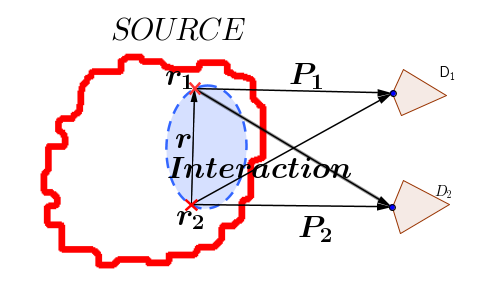 SOURCE
r1 P1 D1
r
Interaction
r2 P2 D2